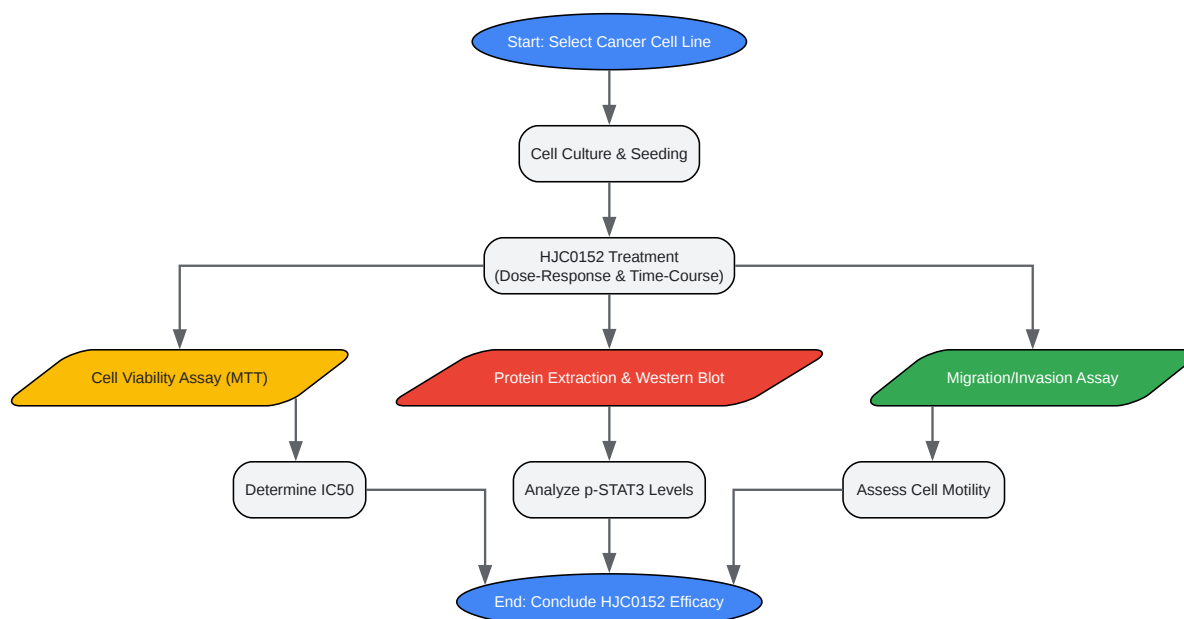 Start: Select Cancer Cell Line
Cell Culture & Seeding
HJC0152 Treatment
(Dose-Response & Time-Course)
Cell Viability Assay (MTT)
Protein Extraction & Western Blot
Migration/Invasion Assay
Determine IC50
Analyze p-STAT3 Levels
Assess Cell Motility
End: Conclude HJC0152 Efficacy